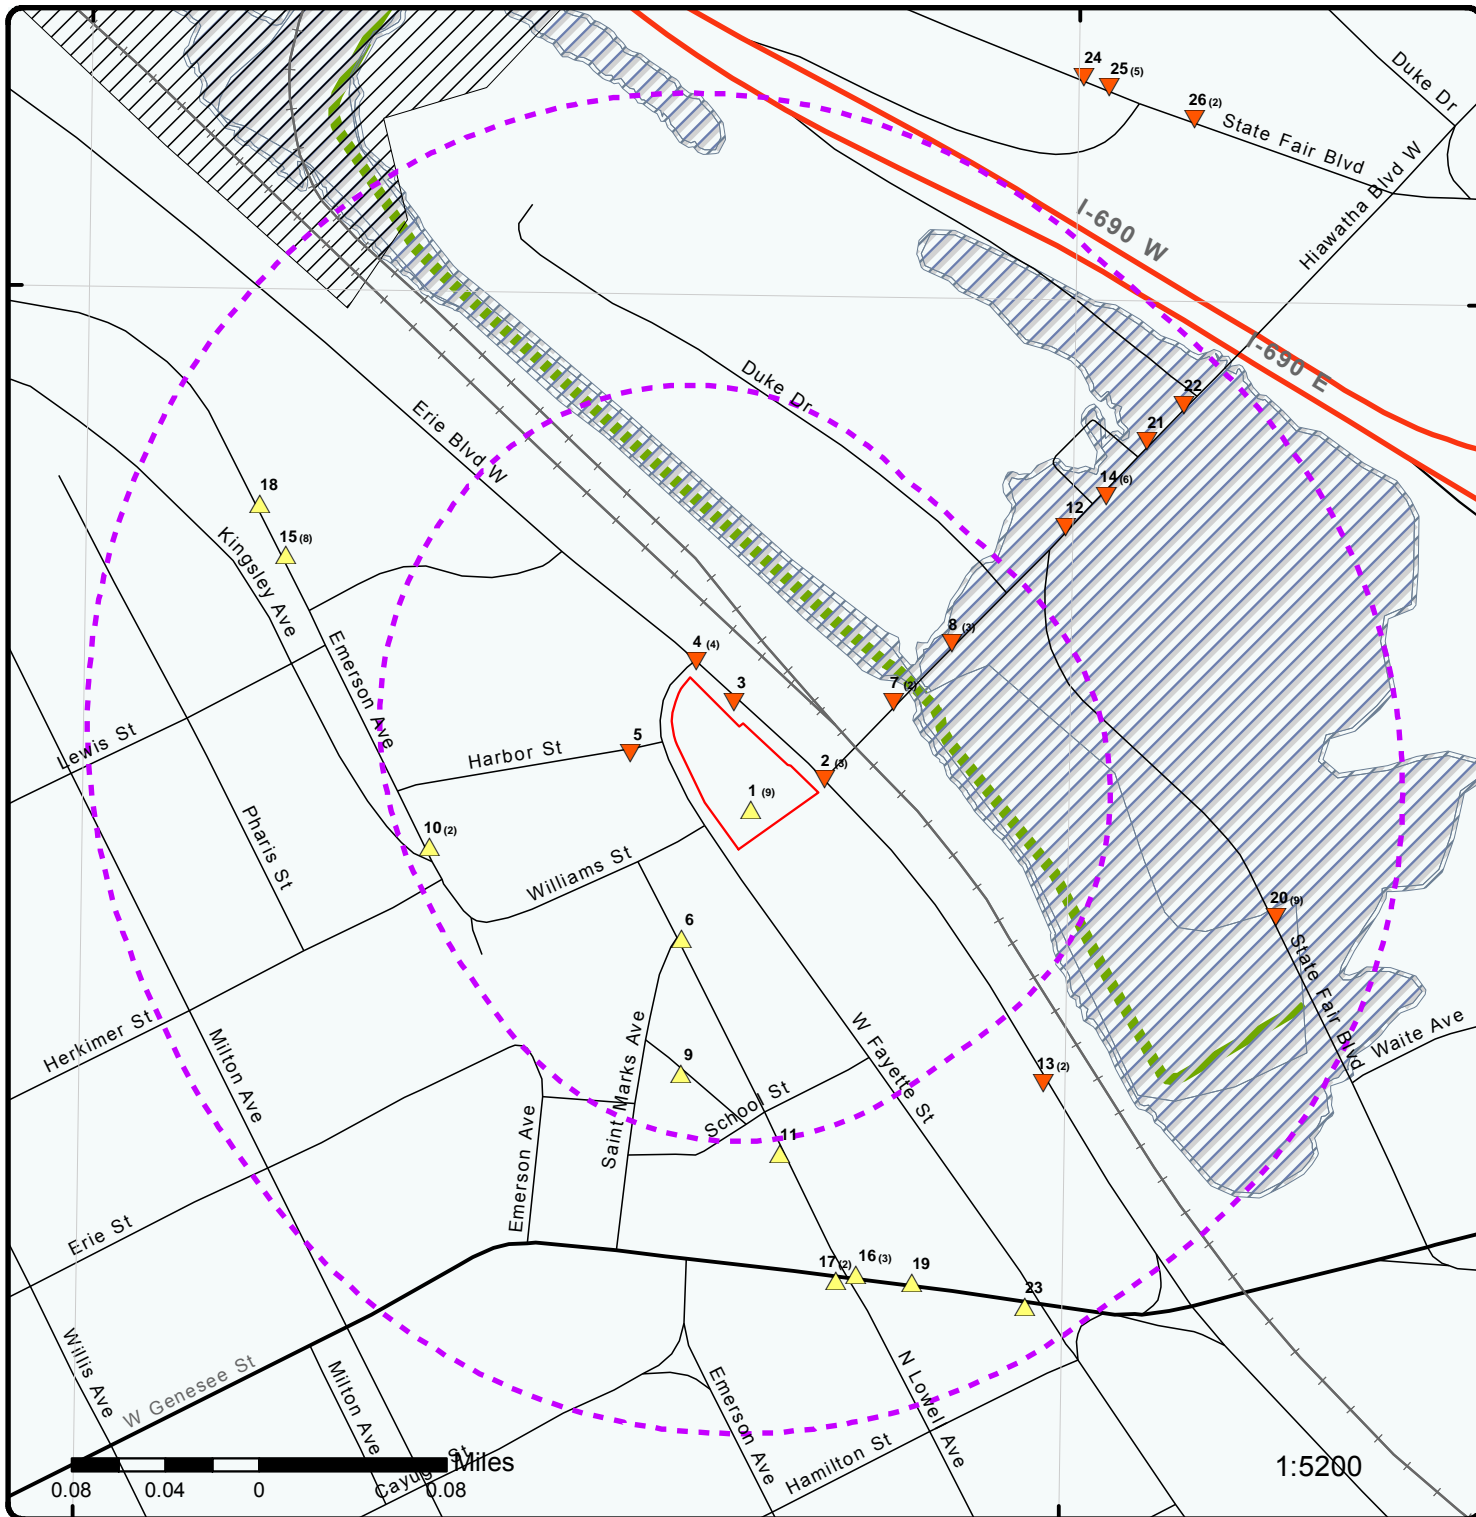 24
25 (5)
26 (2)
State Fair Blvd
Duke Dr
Hiawatha Blvd W
I-690 W
I-690 E
22
21
14 (6)
12
Duke Dr
Erie Blvd W
18
15 (8)
Kingsley Ave
Emerson Ave
8 (3)
4 (4)
3
7 (2)
Lewis St
Harbor St
5
2 (3)
1 (9)
Pharis St
10 (2)
Williams St
20 (9)
State Fair Blvd
6
Herkimer St
Milton Ave
Saint Marks Ave
W Fayette St
Waite Ave
9
13 (2)
School St
Emerson Ave
11
Erie St
17 (2)
16 (3)
19
23
Willis Ave
W Genesee St
Milton Ave
Emerson Ave
N Lowel Ave
Hamilton St
St
Miles
1:5200
0.08
0.04
0
0.08